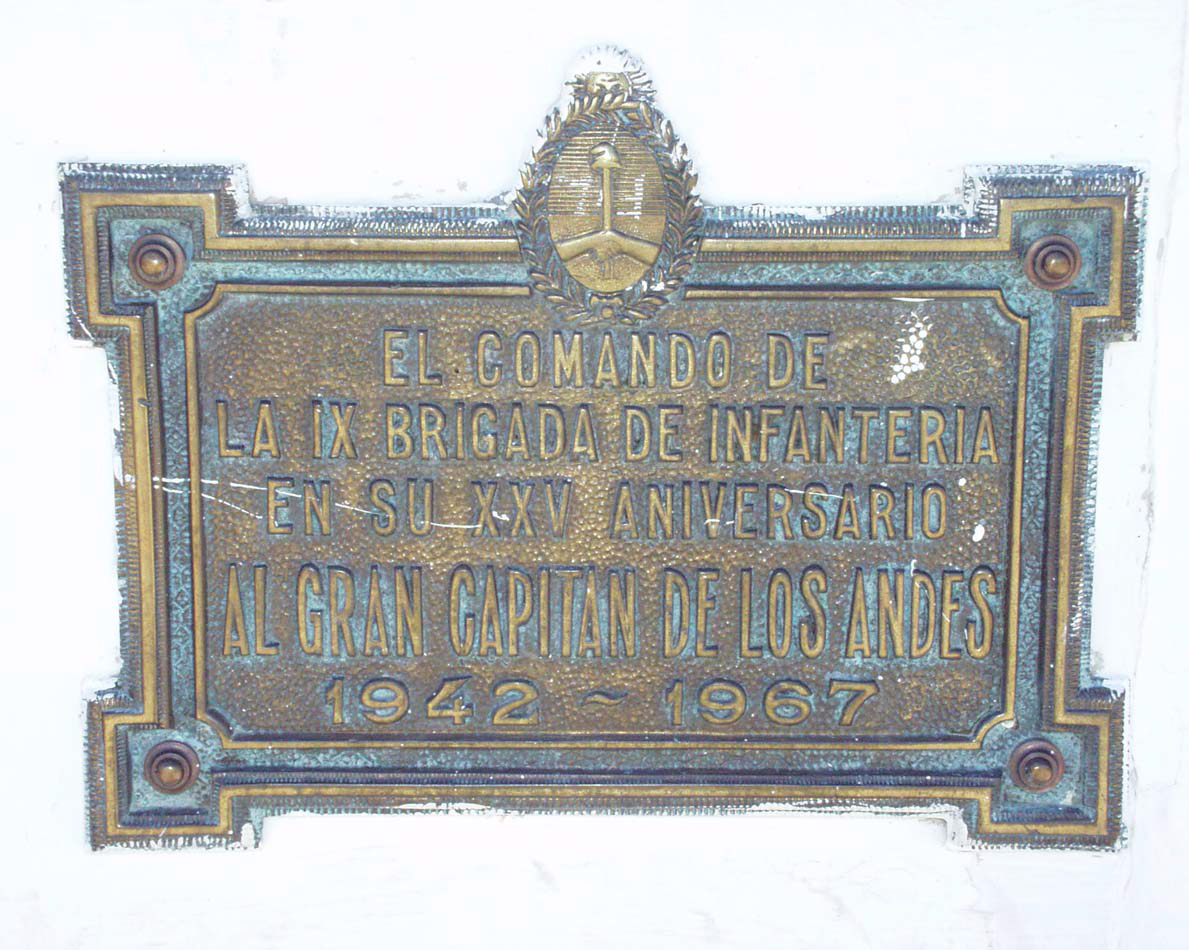 EL COMANDO DE
LA IX BRIGADA DE INFANTERIA
EN SU XXV ANIVERSARIO
AL GRAN CAPITAN DE LOS ANDES
1942 ~ 1967